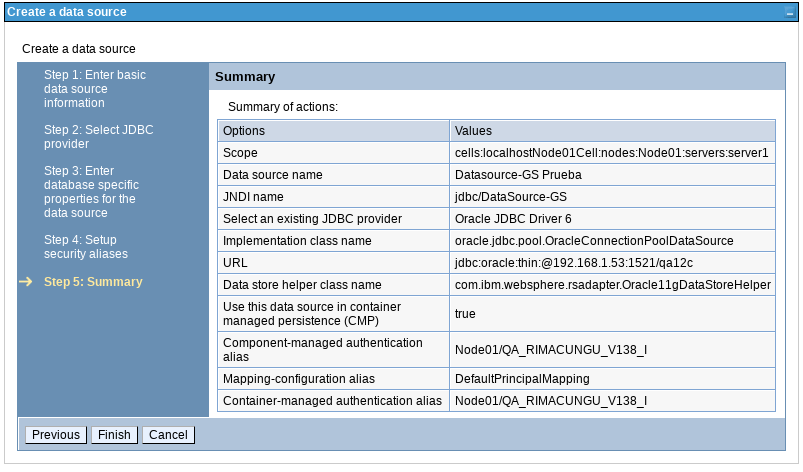 Create a data source
Create a data source
Step 1: Enter basic
data source
information
Step 2: Select JDBC
provider
Step 3: Enter
database specific
properties for the
data source
Step 4: Setup
security aliases
Step 5: Summary
Summary
Summary of actions:
Options Values
Scope cells:localhostNode01Cell:nodes:Node01:servers:server1
Data source name Datasource-GS Prueba
JNDI name jdbc/DataSource-GS
Select an existing JDBC provider Oracle JDBC Driver 6
Implementation class name oracle.jdbc.pool.OracleConnectionPoolDataSource
URL jdbc:oracle:thin:@192.168.1.53:1521/qa12c
Data store helper class name com.ibm.websphere.rsadapter.Oracle11gDataStoreHelper
Use this data source in container
managed persistence (CMP) true
Component-managed authentication
alias Node01/QA_RIMACUNGU_V138_I
Mapping-configuration alias DefaultPrincipalMapping
Container-managed authentication alias Node01/QA_RIMACUNGU_V138_I
Previous Finish Cancel